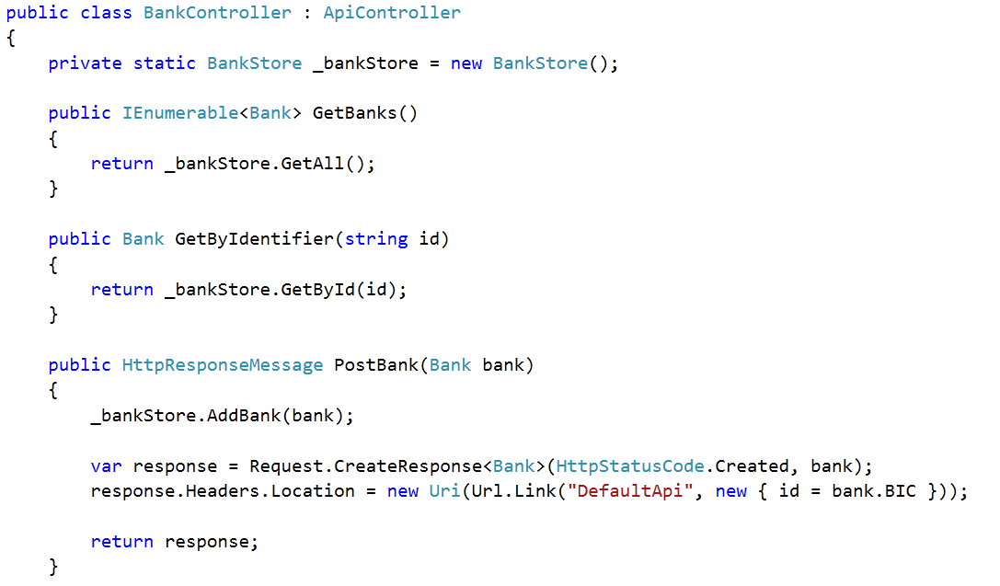 public class BankController : ApiController
{
    private static BankStore _bankStore = new BankStore();

    public IEnumerable<Bank> GetBanks()
    {
        return _bankStore.GetAll();
    }

    public Bank GetByIdentifier(string id)
    {
        return _bankStore.GetById(id);
    }

    public HttpResponseMessage PostBank(Bank bank)
    {
        _bankStore.AddBank(bank);

        var response = Request.CreateResponse<Bank>(HttpStatusCode.Created, bank);
        response.Headers.Location = new Uri(Url.Link("DefaultApi", new { id = bank.BIC }));

        return response;
    }